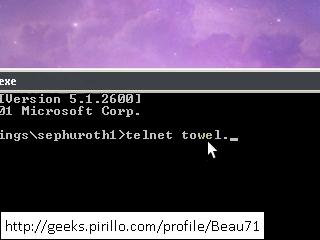 exe
[Version 5.1.2600]
01 Microsoft Corp.
ings\sephuroth1>telnet towel._
http://geeks.pirillo.com/profile/Beau71